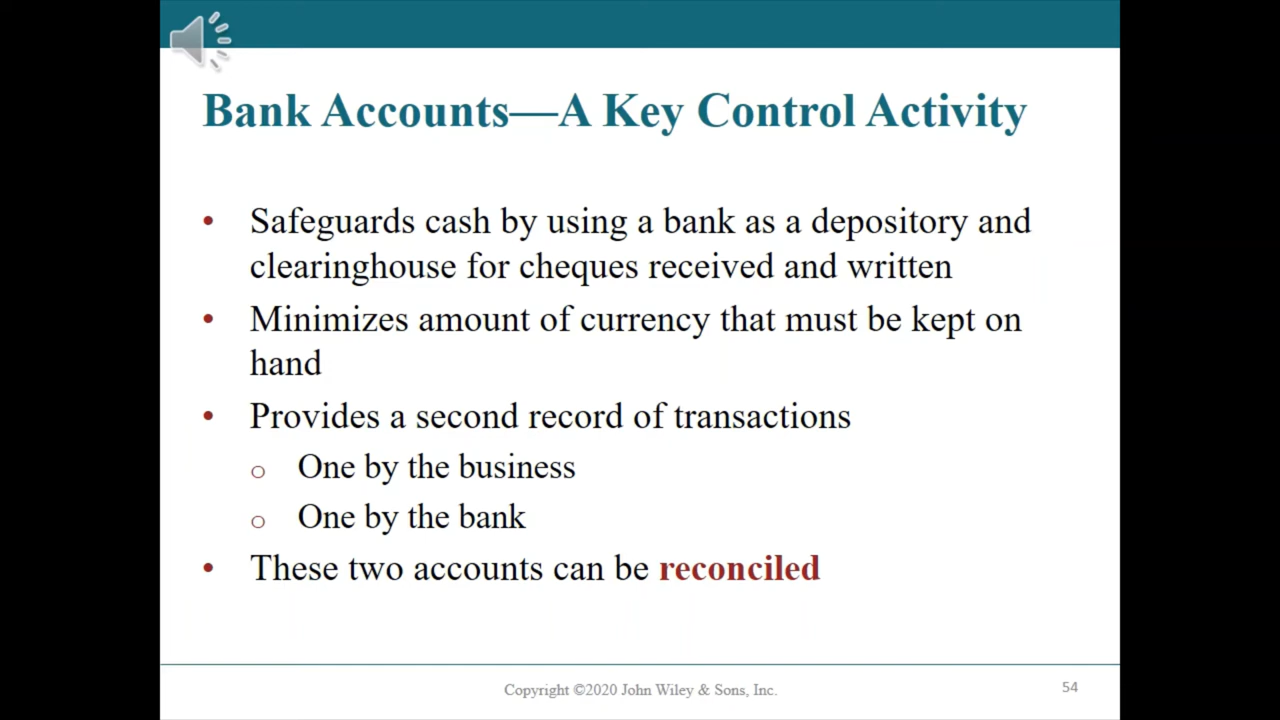 Bank Accounts—A Key Control Activity
• Safeguards cash by using a bank as a depository and
clearinghouse for cheques received and written
• Minimizes amount of currency that must be kept on
hand
• Provides a second record of transactions
o One by the business
o One by the bank
• These two accounts can be reconciled
Copyright ©2020 John Wiley & Sons, Inc.
54